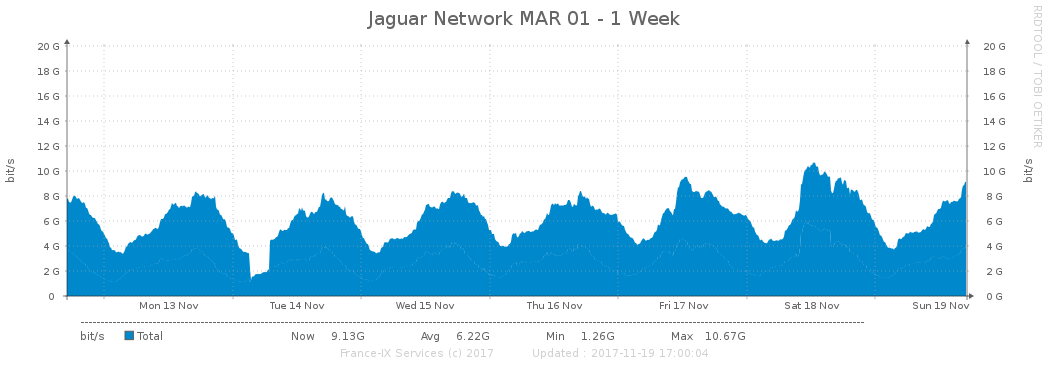 Jaguar Network MAR 01 - 1 Week
RRDTOOL / TOBI OETIKER
bit/s
bit/s
20 G 20 G
18 G 18 G
16 G 16 G
14 G 14 G
12 G 12 G
10 G 10 G
8 G 8 G
6 G 6 G
4 G 4 G
2 G 2 G
0 0 G
Mon 13 Nov Tue 14 Nov Wed 15 Nov Thu 16 Nov Fri 17 Nov Sat 18 Nov Sun 19 Nov
bit/s Total Now 9.13G Avg 6.22G Min 1.26G Max 10.67G
France-IX Services (c) 2017 Updated : 2017-11-19 17:00:04